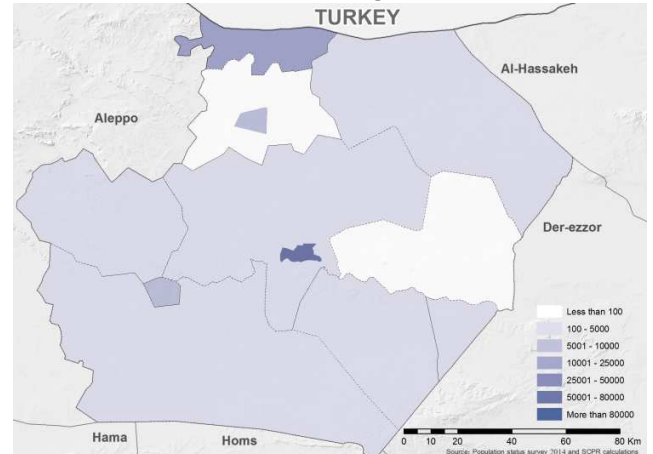 TURKEY
Al-Hassakeh
Aleppo
Der-ezzor
Less than 100
100 - 5000
5001 - 10000
10001 - 25000
25001 - 50000
50001 - 80000
More than 80000
Hama
Homs
0 5 10 20 40 60 80 Km
Source: Population status survey 2014 and SCPR calculations